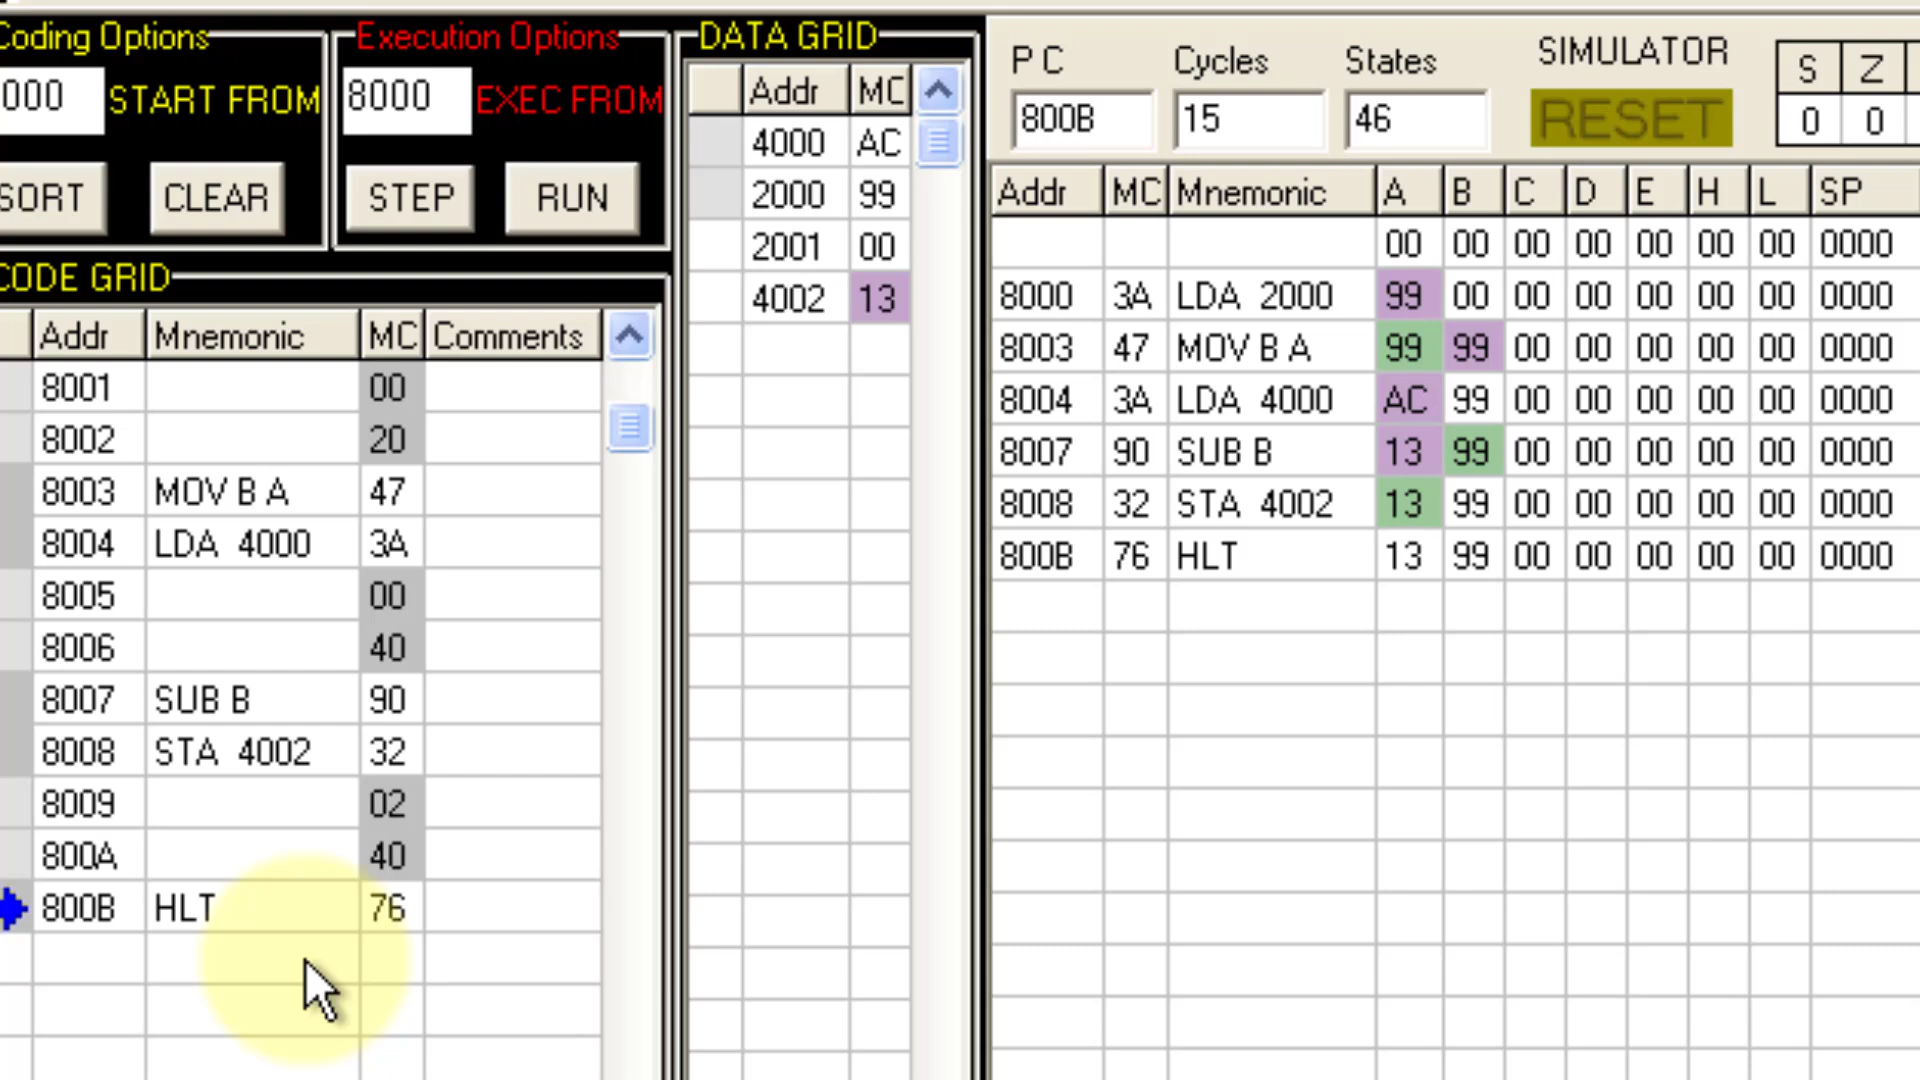 Coding Options
000 START FROM
SORT CLEAR
Execution Options
8000 EXEC FROM
STEP RUN
CODE GRID
Addr Mnemonic MC Comments
8001 00
8002 20
8003 MOV B A 47
8004 LDA 4000 3A
8005 00
8006 40
8007 SUB B 90
8008 STA 4002 32
8009 02
800A 40
800B HLT 76
DATA GRID
Addr MC
4000 AC
2000 99
2001 00
4002 13
PC Cycles States SIMULATOR
800B 15 46 RESET
S Z
0 0
Addr MC Mnemonic A B C D E H L SP
00 00 00 00 00 00 00 0000
8000 3A LDA 2000 99 00 00 00 00 00 00 0000
8003 47 MOV B A 99 99 00 00 00 00 00 0000
8004 3A LDA 4000 AC 99 00 00 00 00 00 0000
8007 90 SUB B 13 99 00 00 00 00 00 0000
8008 32 STA 4002 13 99 00 00 00 00 00 0000
800B 76 HLT 13 99 00 00 00 00 00 0000